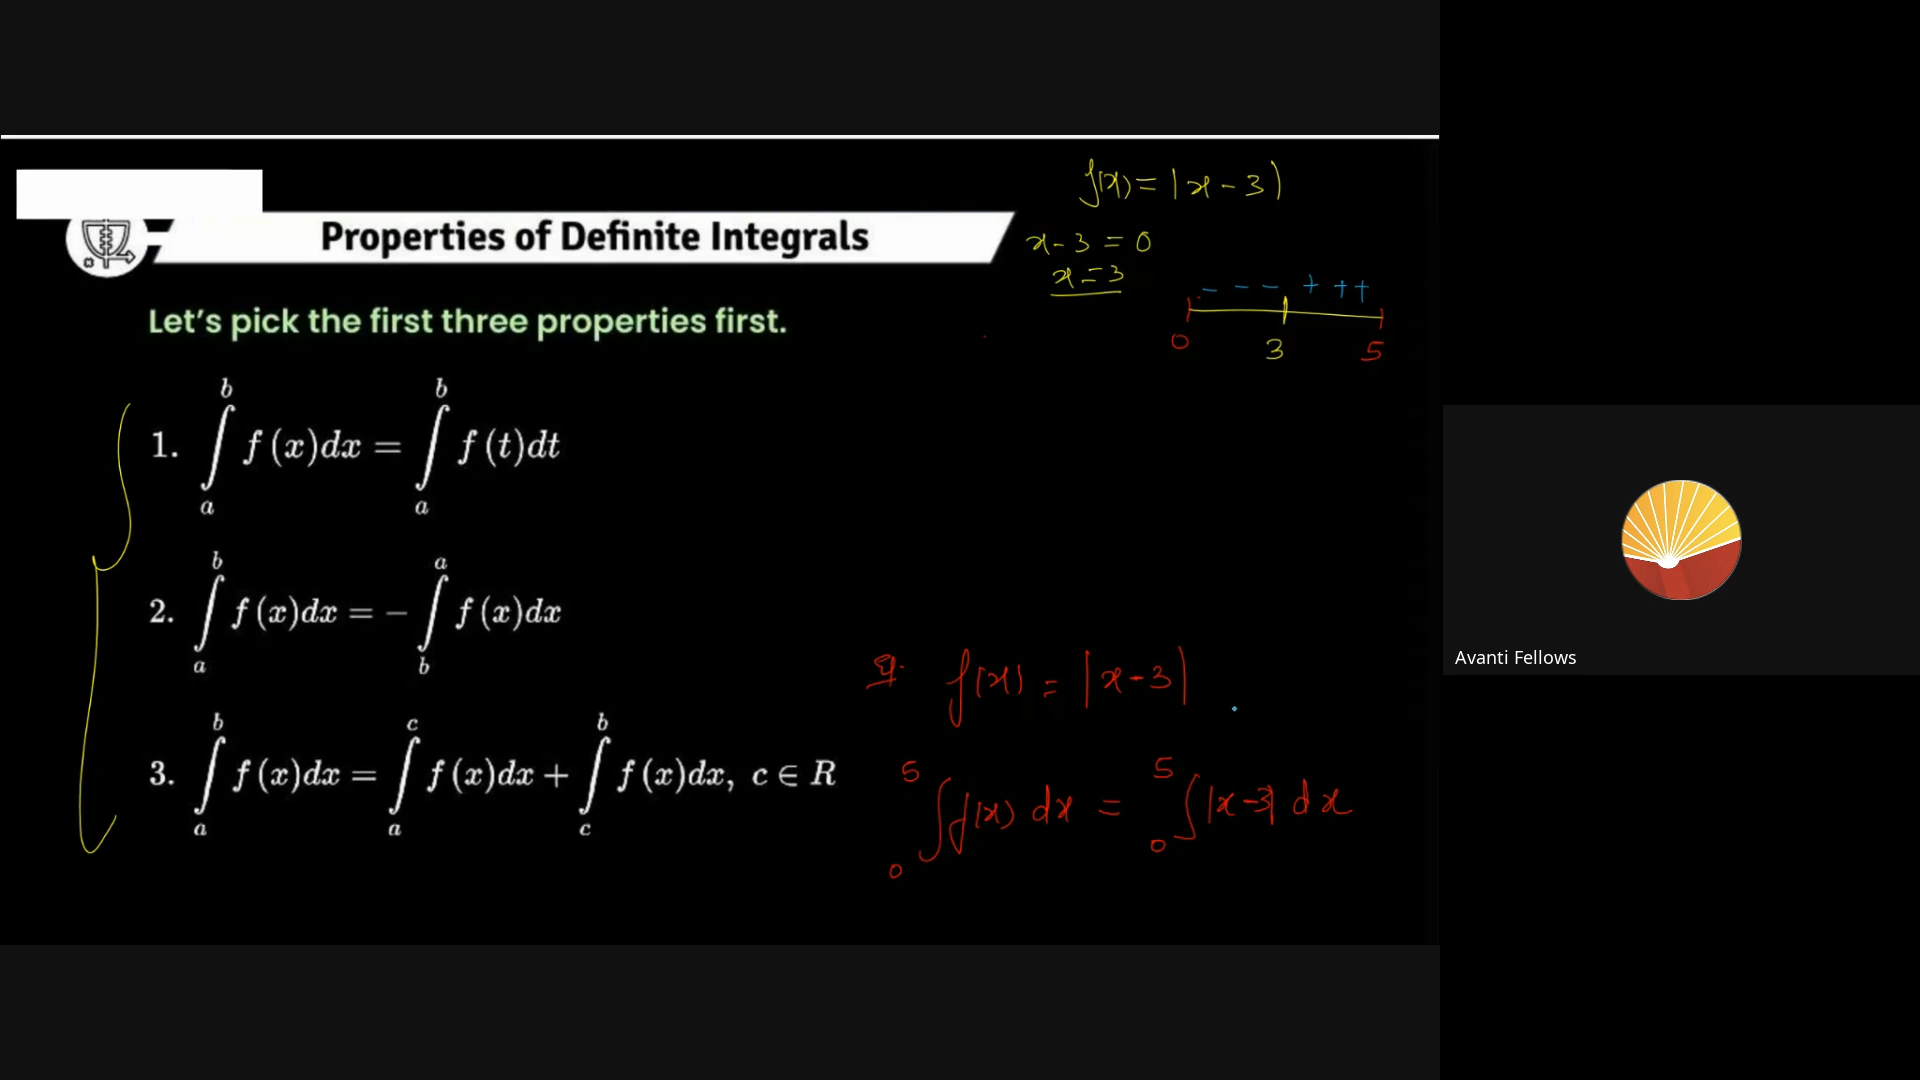 f(x) = |x-3|
Properties of Definite Integrals
x-3 = 0
x = 3
- - - + + +
0 3 5
Let's pick the first three properties first.
1. ∫_a^b f(x)dx = ∫_a^b f(t)dt
2. ∫_a^b f(x)dx = - ∫_b^a f(x)dx
3. ∫_a^b f(x)dx = ∫_a^c f(x)dx + ∫_c^b f(x)dx, c ∈ R
f(x) = |x-3|
∫_0^5 f(x) dx = ∫_0^5 |x-3| dx
Avanti Fellows